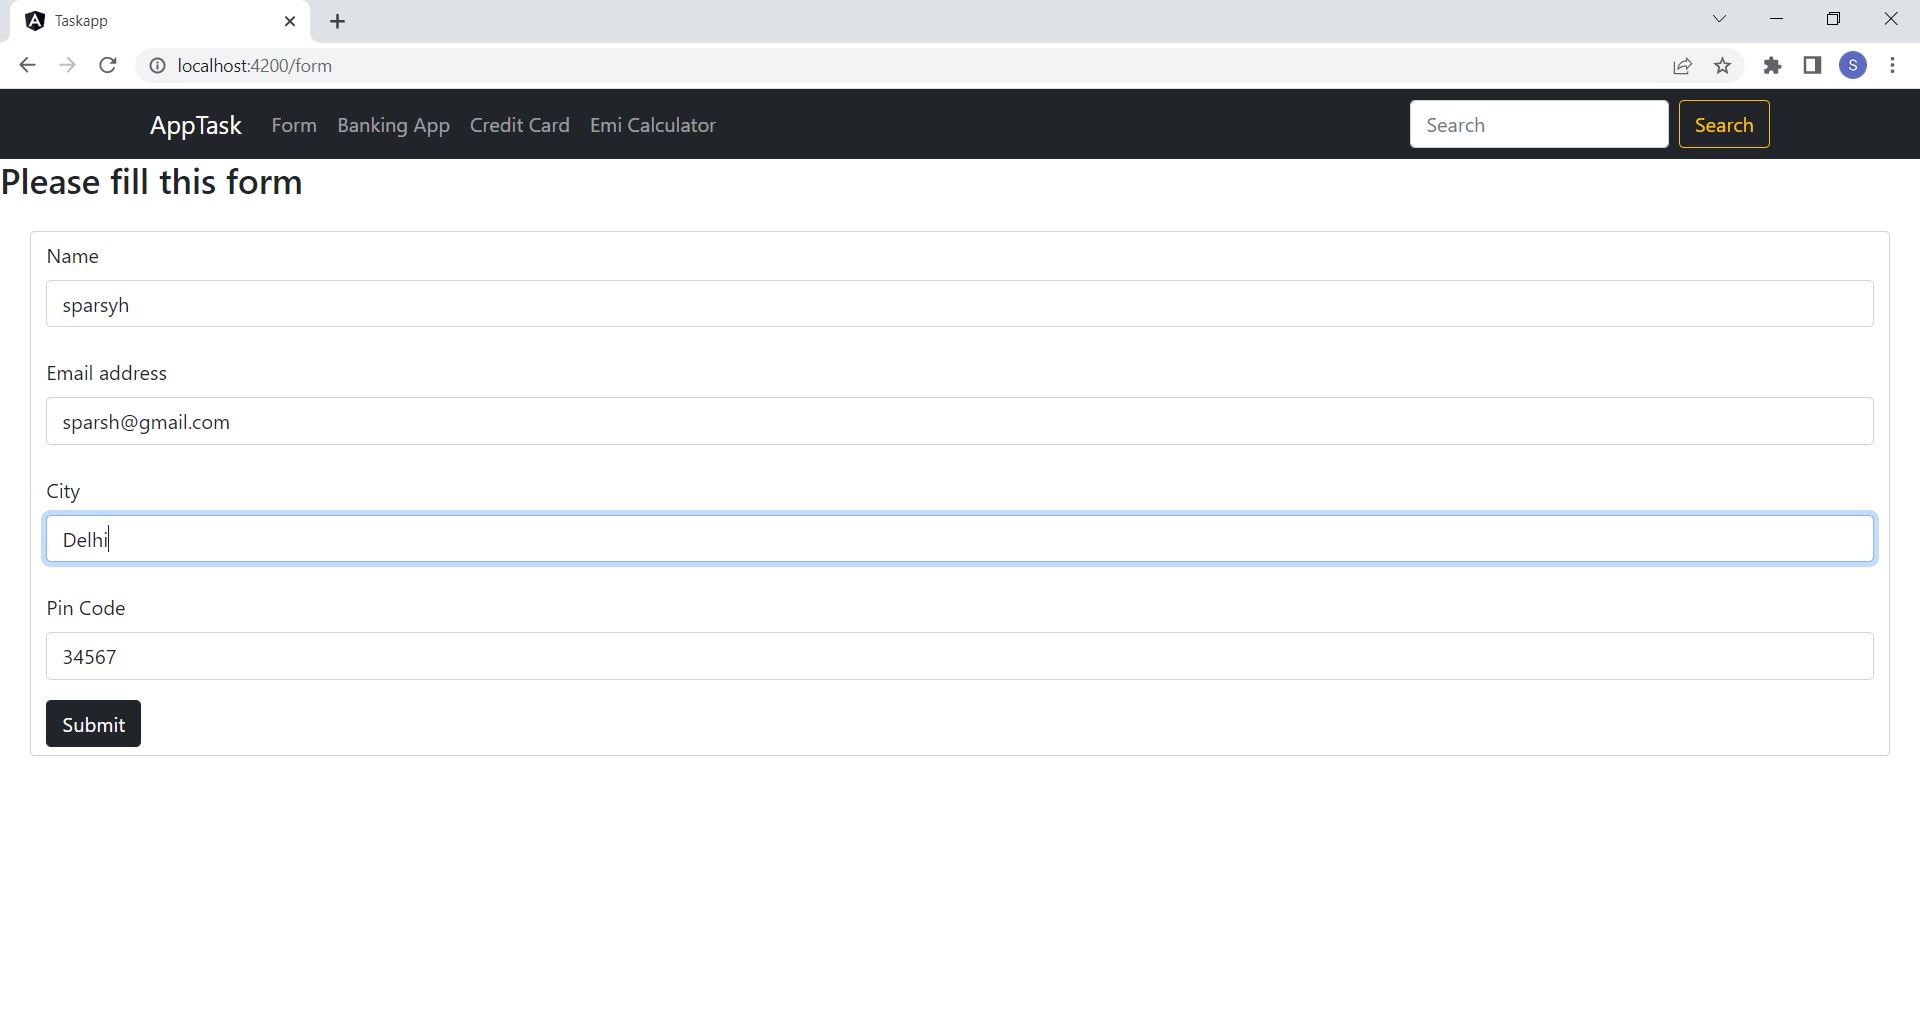 Taskapp
localhost:4200/form
S
AppTask Form Banking App Credit Card Emi Calculator Search Search
Please fill this form
Name
sparsyh
Email address
sparsh@gmail.com
City
Delhi
Pin Code
34567
Submit